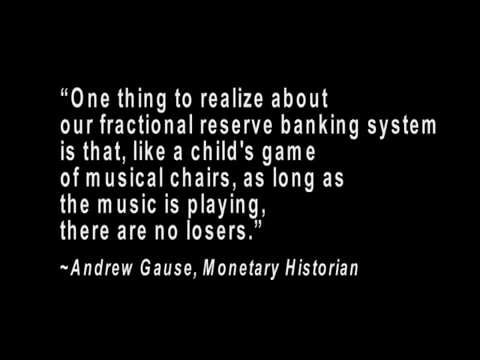 “One thing to realize about
our fractional reserve banking system
is that, like a child's game
of musical chairs, as long as
the music is playing,
there are no losers.”
~Andrew Gause, Monetary Historian